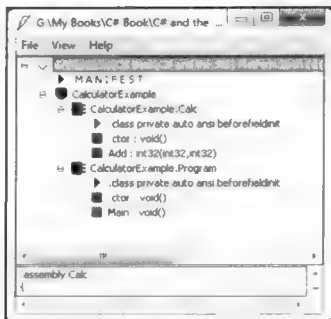 G:\My Books\C# Book\C# and the ...
File View Help
MANIFEST
CalculatorExample
CalculatorExample.Calc
.class private auto ansi beforefieldinit
.ctor : void()
Add : int32(int32,int32)
CalculatorExample.Program
.class private auto ansi beforefieldinit
.ctor : void()
Main : void()
.assembly Calc
{